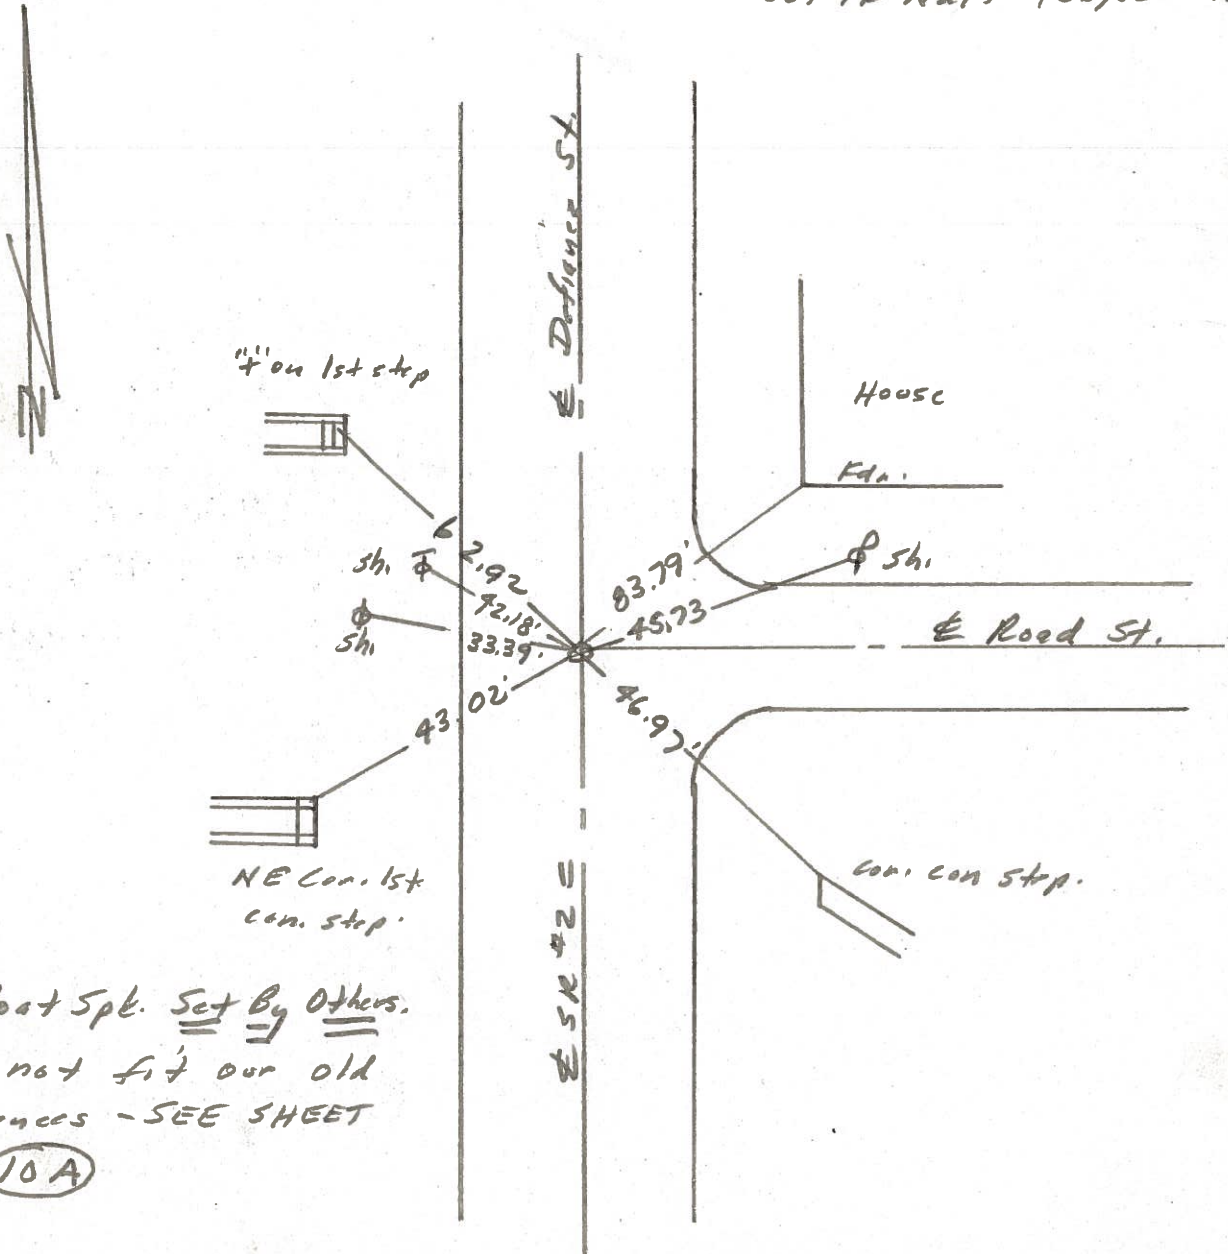 ℄ Defiance St.
"+" on 1st step
House
Fdn.
62.92
sh.
83.79'
sh.
42.18'
45.73
33.39'
sh.
℄ Road St.
43.02'
46.97'
NE Cor. 1st
con. step.
cor. con step.
℄ SR #2
Spk. Set By Others.
not fit our old
SEE SHEET
10 A
N